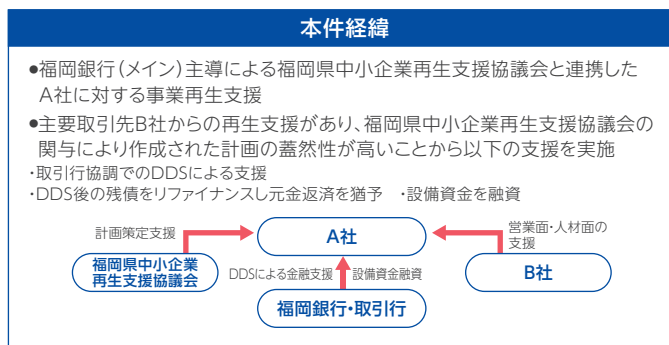 本件経緯
●福岡銀行（メイン）主導による福岡県中小企業再生支援協議会と連携した
A社に対する事業再生支援
●主要取引先B社からの再生支援があり、福岡県中小企業再生支援協議会の
関与により作成された計画の蓋然性が高いことから以下の支援を実施
・取引行協調でのDDSによる支援
・DDS後の残債をリファイナンスし元金返済を猶予　・設備資金を融資
計画策定支援
A社
営業面・人材面の
支援
福岡県中小企業
再生支援協議会
DDSによる金融支援
設備資金融資
B社
福岡銀行・取引行